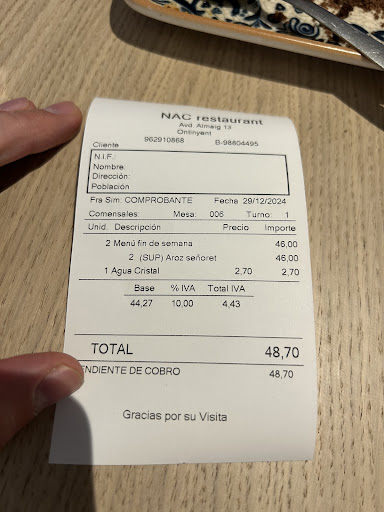 NAC restaurant
Avd. Almaig 13
Ontinyent
962910868 B-98804495
Cliente
N.I.F.:
Nombre:
Dirección:
Población
Fra Sim: COMPROBANTE Fecha 29/12/2024
Comensales: Mesa: 006 Turno: 1
Unid. Descripción Precio Importe
2 Menú fin de semana 46,00
2 (SUP) Aroz señoret 46,00
1 Agua Cristal 2,70 2,70
Base % IVA Total IVA
44,27 10,00 4,43
TOTAL 48,70
ENDIENTE DE COBRO 48,70
Gracias por su Visita